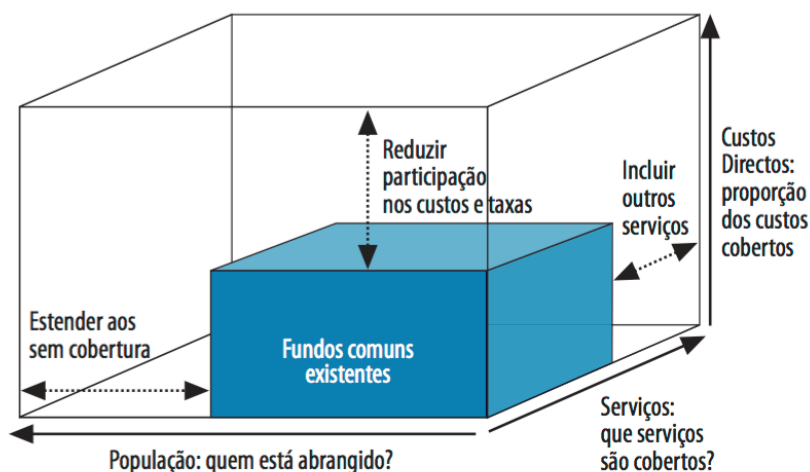 Reduzir
participação
nos custos e taxas
Incluir
outros
serviços
Custos
Directos:
proporção
dos custos
cobertos
Estender aos
sem cobertura
Fundos comuns
existentes
População: quem está abrangido?
Serviços:
que serviços
são cobertos?